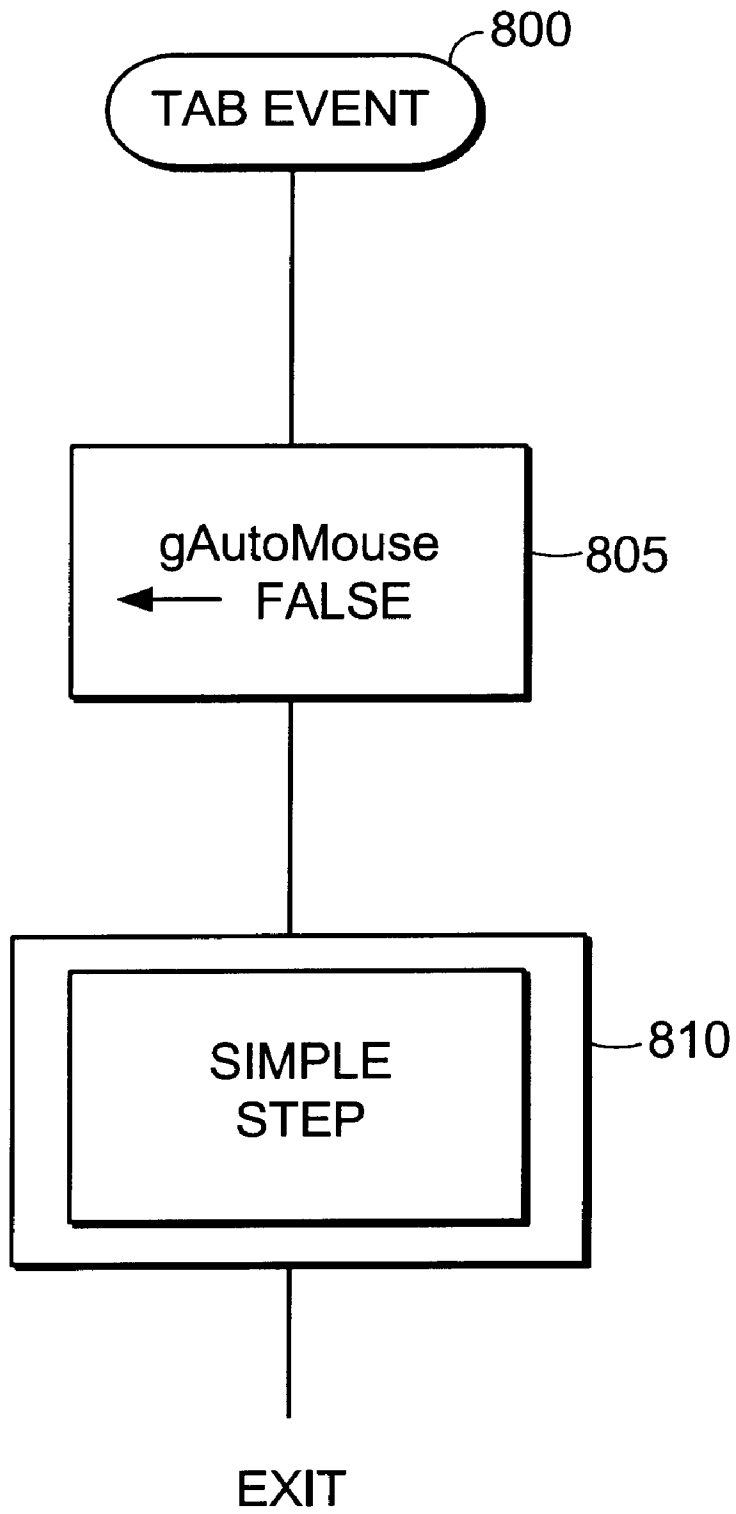 800
TAB EVENT
gAutoMouse
FALSE
805
SIMPLE
STEP
810
EXIT